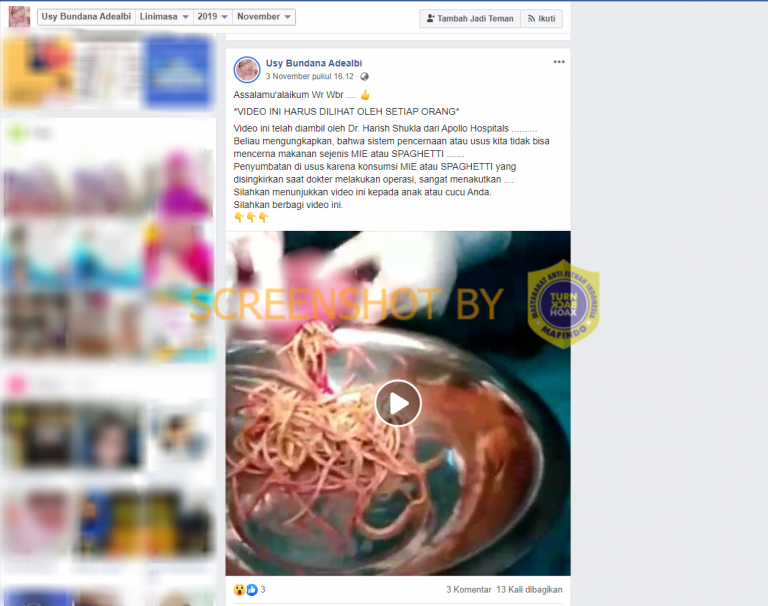 Usy Bundana Adealbi Linimasa 2019 November
Tambah Jadi Teman Ikuti
Usy Bundana Adealbi
3 November pukul 16.12 ·
Assalamu'alaikum Wr Wbr .... 👍
*VIDEO INI HARUS DILIHAT OLEH SETIAP ORANG*
Video ini telah diambil oleh Dr. Harish Shukla dari Apollo Hospitals ..........
Beliau mengungkapkan, bahwa sistem pencernaan atau usus kita tidak bisa
mencerna makanan sejenis MIE atau SPAGHETTI .......
Penyumbatan di usus karena konsumsi MIE atau SPAGHETTI yang
disingkirkan saat dokter melakukan operasi, sangat menakutkan ....
Silahkan menunjukkan video ini kepada anak atau cucu Anda.
Silahkan berbagi video ini.
👇👇👇
SCREENSHOT BY
MASYARAKAT ANTI FITNAH INDONESIA
TURN
BACK
HOAX
MAFINDO
3
3 Komentar 13 Kali dibagikan